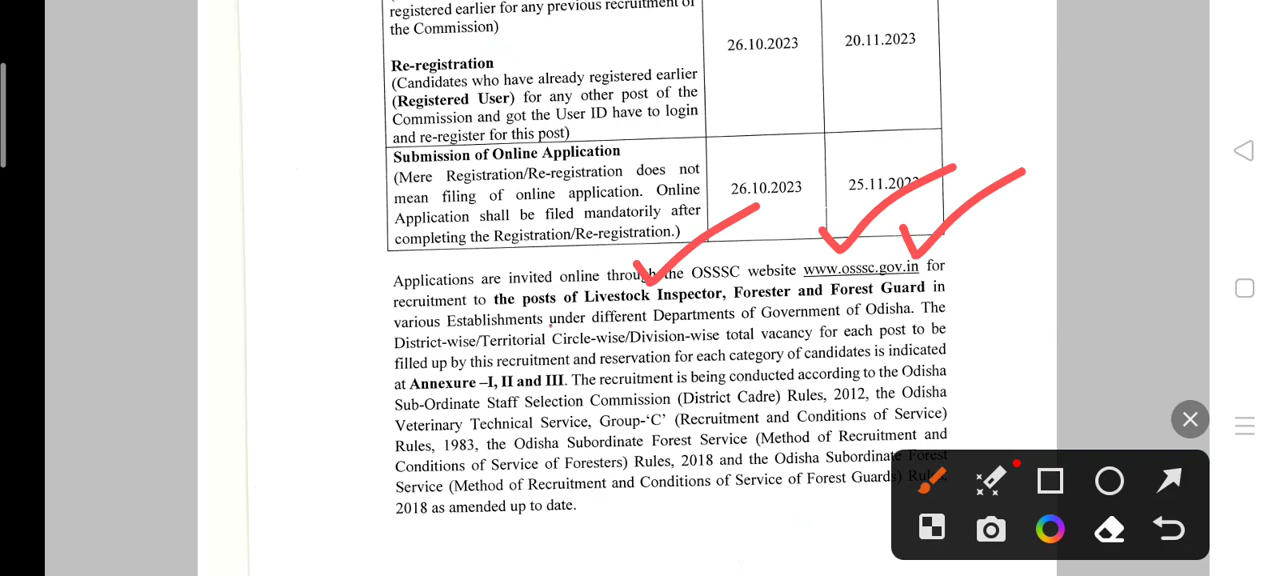 registered earlier for any previous recruitment of
the Commission)
26.10.2023
20.11.2023
Re-registration
(Candidates who have already registered earlier
(Registered User) for any other post of the
Commission and got the User ID have to login
and re-register for this post)
Submission of Online Application
(Mere Registration/Re-registration does not
mean filing of online application. Online
Application shall be filed mandatorily after
completing the Registration/Re-registration.)
26.10.2023
25.11.2023
Applications are invited online through the OSSSC website www.osssc.gov.in for
recruitment to the posts of Livestock Inspector, Forester and Forest Guard in
various Establishments under different Departments of Government of Odisha. The
District-wise/Territorial Circle-wise/Division-wise total vacancy for each post to be
filled up by this recruitment and reservation for each category of candidates is indicated
at Annexure –I, II and III. The recruitment is being conducted according to the Odisha
Sub-Ordinate Staff Selection Commission (District Cadre) Rules, 2012, the Odisha
Veterinary Technical Service, Group-‘C’ (Recruitment and Conditions of Service)
Rules, 1983, the Odisha Subordinate Forest Service (Method of Recruitment and
Conditions of Service of Foresters) Rules, 2018 and the Odisha Subordinate Forest
Service (Method of Recruitment and Conditions of Service of Forest Guards) Rules,
2018 as amended up to date.